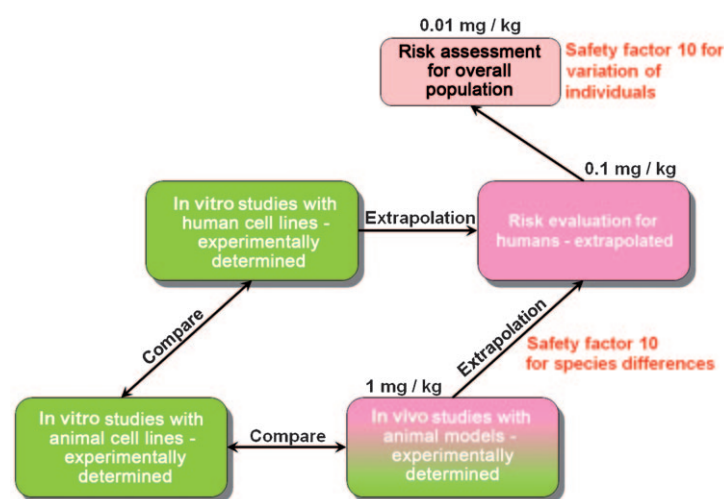 0.01 mg / kg
Risk assessment
for overall
population
Safety factor 10 for
variation of
individuals
0.1 mg / kg
In vitro studies with
human cell lines -
experimentally
determined
Extrapolation
Risk evaluation for
humans - extrapolated
Compare
Extrapolation
Safety factor 10
for species differences
1 mg / kg
In vitro studies with
animal cell lines -
experimentally
determined
Compare
In vivo studies with
animal models -
experimentally
determined